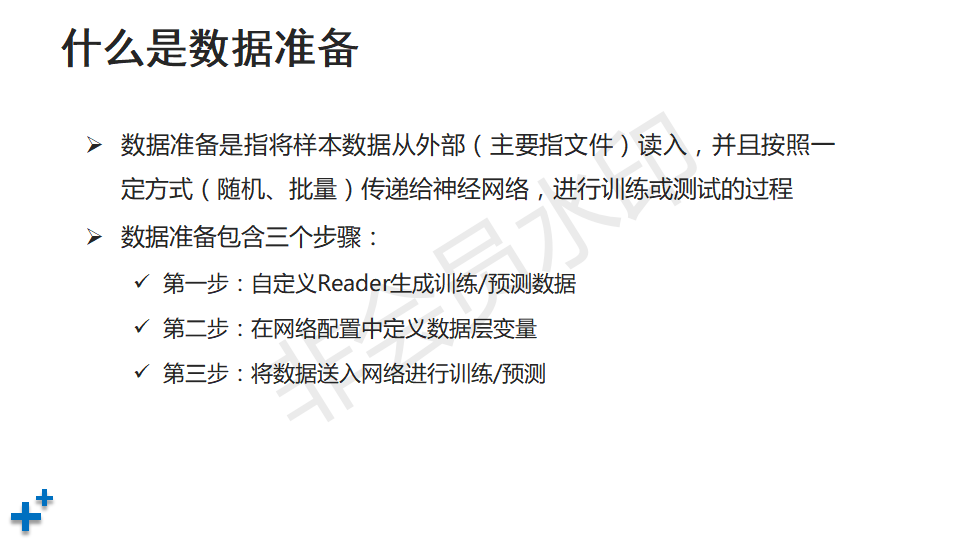 什么是数据准备
数据准备是指将样本数据从外部（主要指文件）读入，并且按照一
定方式（随机、批量）传递给神经网络，进行训练或测试的过程
数据准备包含三个步骤：
第一步：自定义Reader生成训练/预测数据
第二步：在网络配置中定义数据层变量
第三步：将数据送入网络进行训练/预测
非会员水印